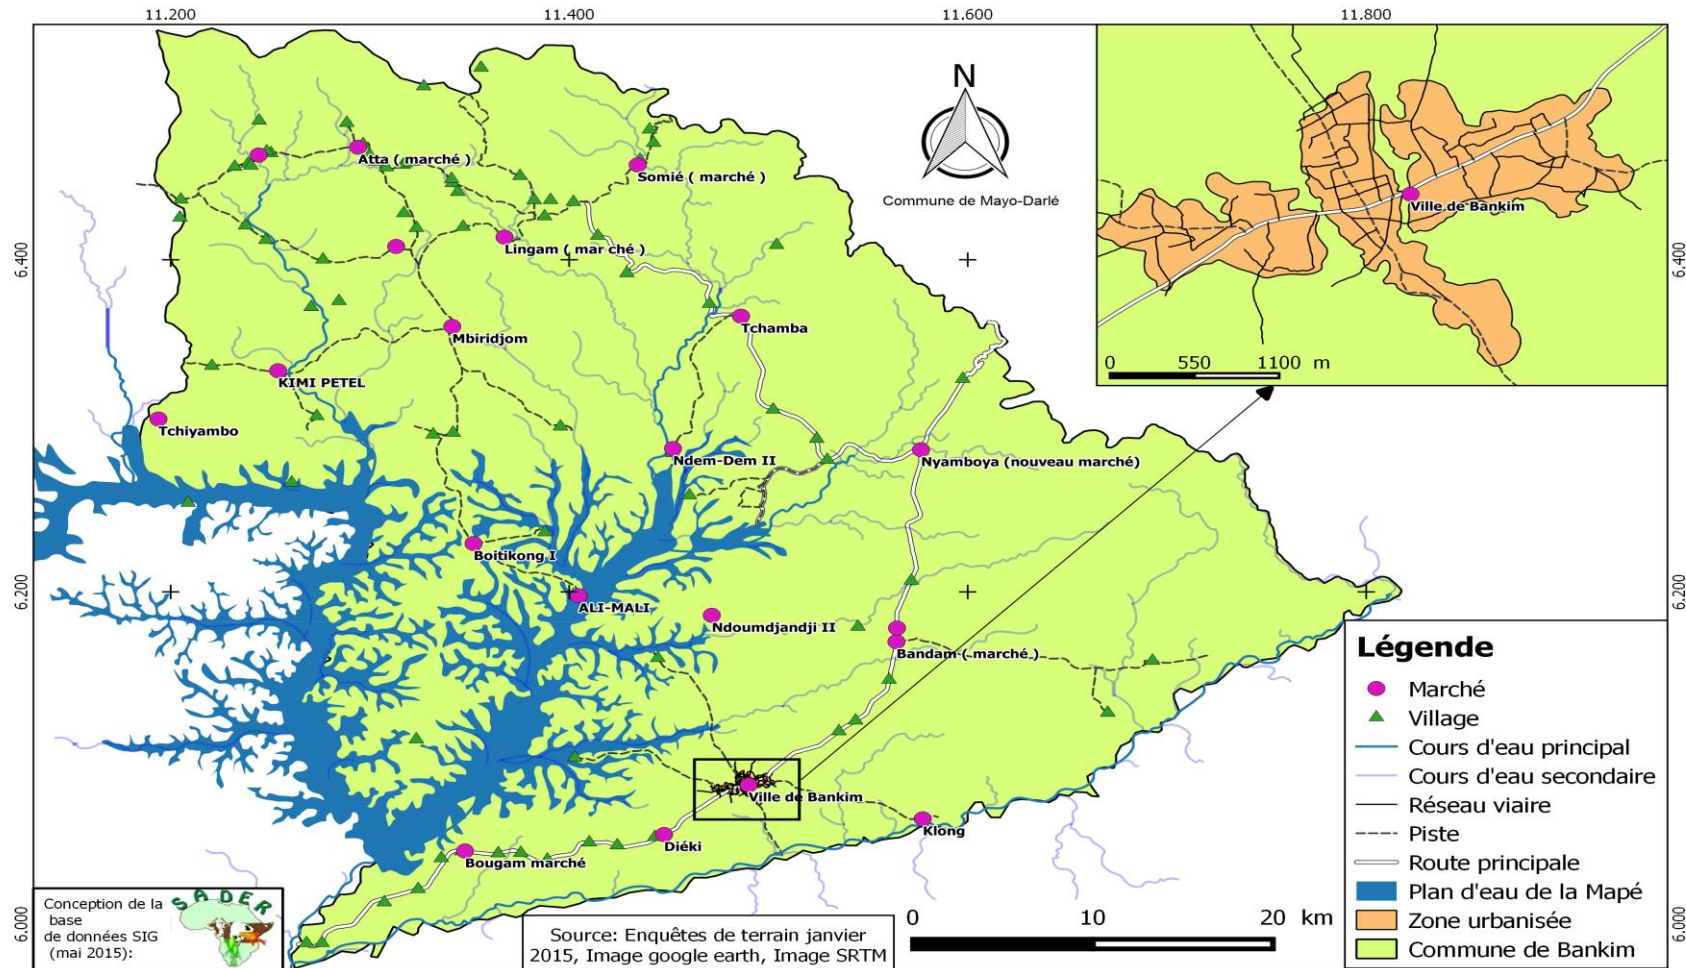 11.200
11.400
11.600
11.800
N
Commune de Mayo-Darlé
Ville de Bankim
0 550 1100 m
Atta ( marché )
Somié ( marché )
Lingam ( mar ché )
6.400
6.400
Mbiridjom
Tchamba
KIMI PETEL
Tchiyambo
Ndem-Dem II
Nyamboya (nouveau marché)
Boitikong I
6.200
6.200
ALI-MALI
Ndoumdjandji II
Bandam ( marché )
Ville de Bankim
Klong
Diéki
Bougam marché
6.000
6.000
Légende
Marché
Village
Cours d'eau principal
Cours d'eau secondaire
Réseau viaire
Piste
Route principale
Plan d'eau de la Mapé
Zone urbanisée
Commune de Bankim
Conception de la
base
de données SIG
(mai 2015):
SADER
Source: Enquêtes de terrain janvier
2015, Image google earth, Image SRTM
0 10 20 km